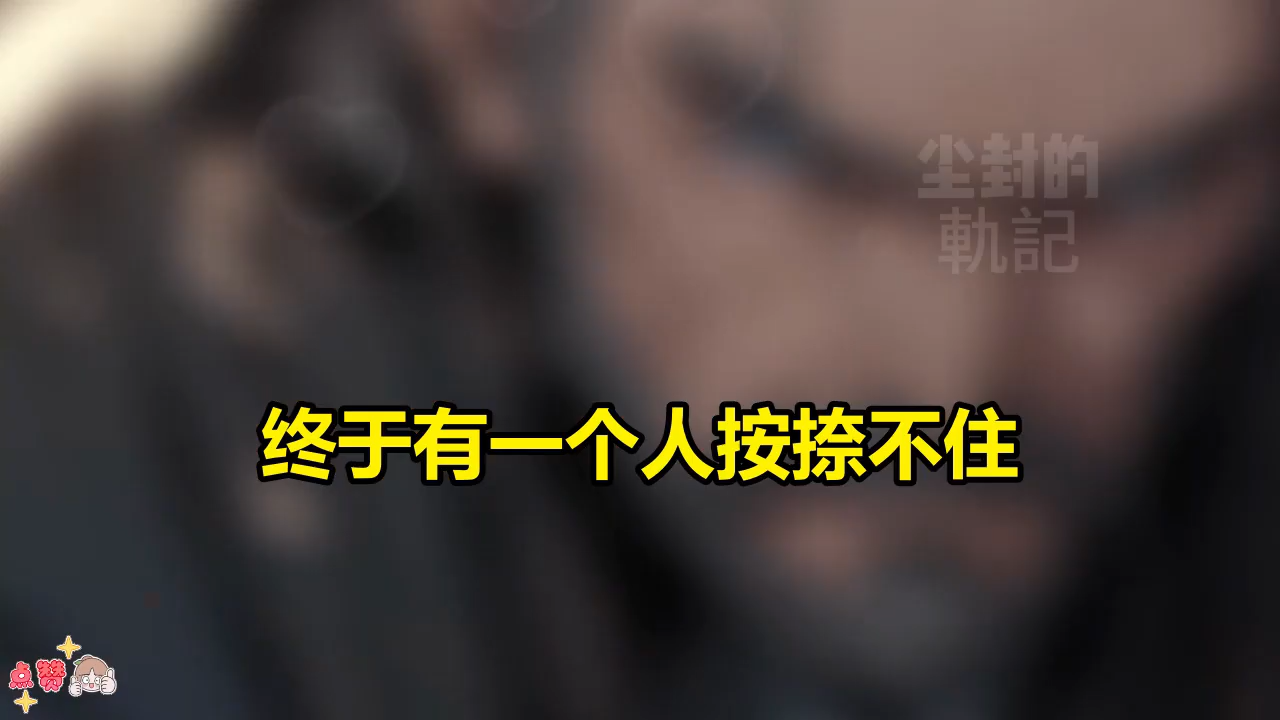 尘封的
軌記
终于有一个人按捺不住
点赞